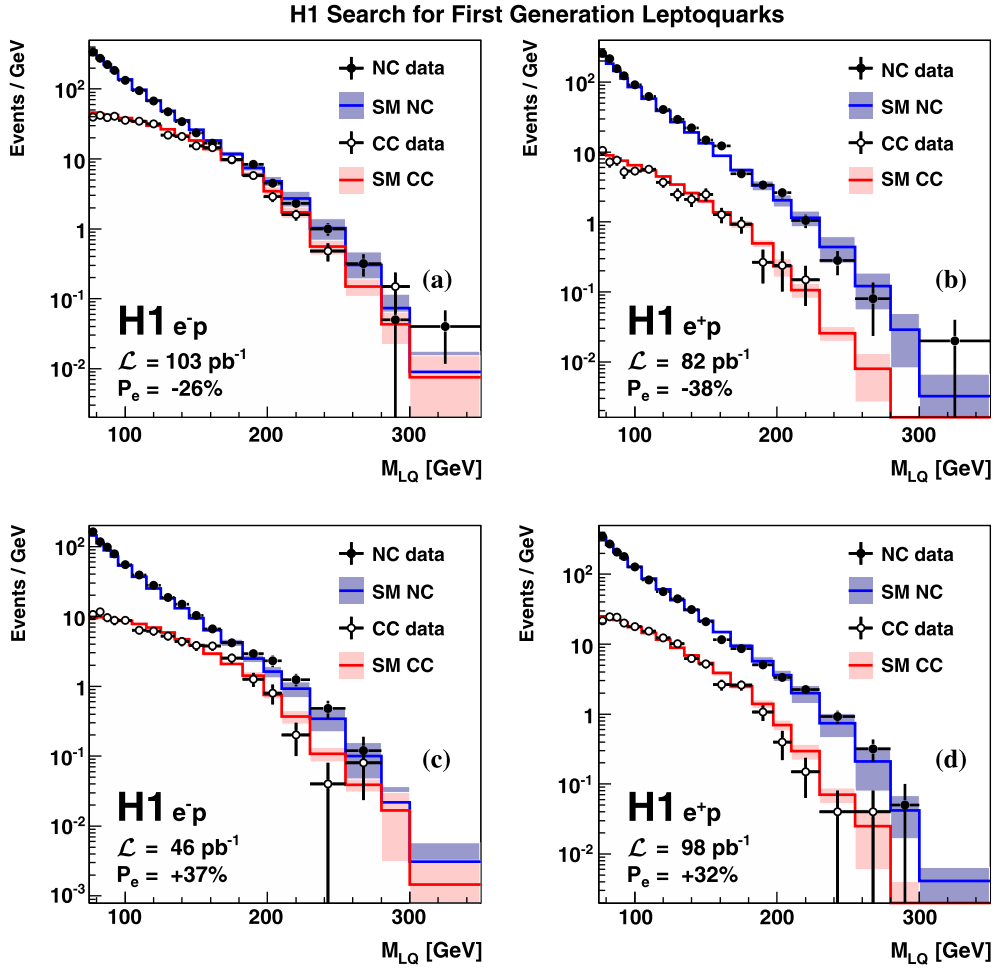 H1 Search for First Generation Leptoquarks
Events / GeV
10²
10
1
10⁻¹
10⁻²
NC data
SM NC
CC data
SM CC
(a)
H1 e⁻p
ℒ = 103 pb⁻¹
Pₑ = -26%
100 200 300
M_LQ [GeV]
Events / GeV
10²
10
1
10⁻¹
10⁻²
NC data
SM NC
CC data
SM CC
(b)
H1 e⁺p
ℒ = 82 pb⁻¹
Pₑ = -38%
100 200 300
M_LQ [GeV]
Events / GeV
10²
10
1
10⁻¹
10⁻²
10⁻³
NC data
SM NC
CC data
SM CC
(c)
H1 e⁻p
ℒ = 46 pb⁻¹
Pₑ = +37%
100 200 300
M_LQ [GeV]
Events / GeV
10²
10
1
10⁻¹
10⁻²
NC data
SM NC
CC data
SM CC
(d)
H1 e⁺p
ℒ = 98 pb⁻¹
Pₑ = +32%
100 200 300
M_LQ [GeV]